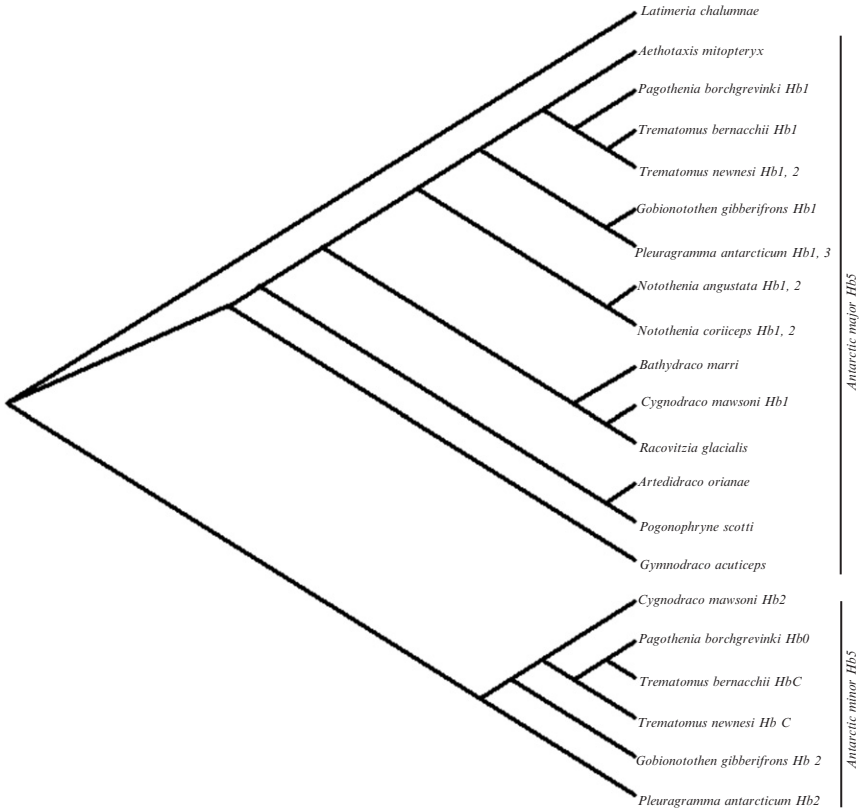 Latimeria chalumnae
Aethotaxis mitopteryx
Pagothenia borchgrevinki Hb1
Trematomus bernacchii Hb1
Trematomus newnesi Hb1, 2
Gobionotothen gibberifrons Hb1
Pleuragramma antarcticum Hb1, 3
Notothenia angustata Hb1, 2
Notothenia coriiceps Hb1, 2
Bathydraco marri
Cygnodraco mawsoni Hb1
Racovitzia glacialis
Artedidraco orianae
Pogonophryne scotti
Gymnodraco acuticeps
Antarctic major Hb5
Cygnodraco mawsoni Hb2
Pagothenia borchgrevinki Hb0
Trematomus bernacchii HbC
Trematomus newnesi Hb C
Gobionotothen gibberifrons Hb 2
Pleuragramma antarcticum Hb2
Antarctic minor Hb5